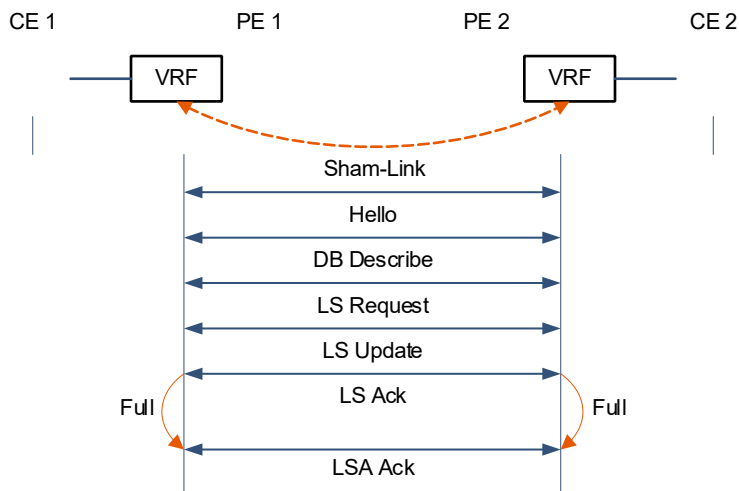 CE 1 PE 1 PE 2 CE 2
VRF VRF
Sham-Link
Hello
DB Describe
LS Request
LS Update
LS Ack
Full Full
LSA Ack